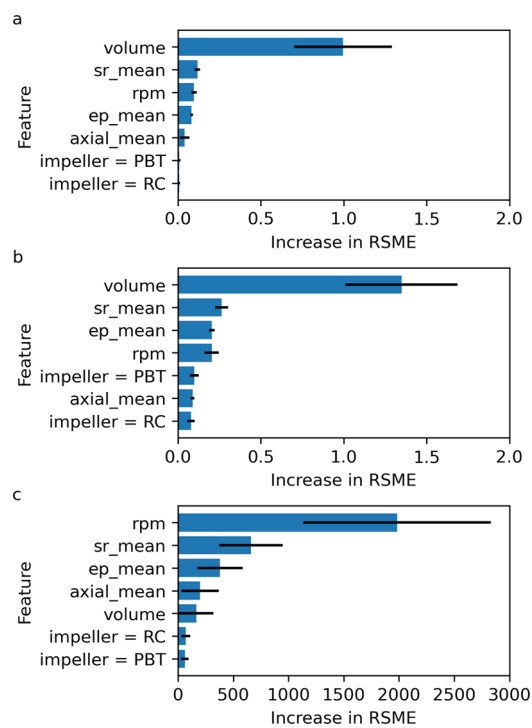 a
Feature
volume
sr_mean
rpm
ep_mean
axial_mean
impeller = PBT
impeller = RC
0.0 0.5 1.0 1.5 2.0
Increase in RSME
b
Feature
volume
sr_mean
ep_mean
rpm
impeller = PBT
axial_mean
impeller = RC
0.0 0.5 1.0 1.5 2.0
Increase in RSME
c
Feature
rpm
sr_mean
ep_mean
axial_mean
volume
impeller = RC
impeller = PBT
0 500 1000 1500 2000 2500 3000
Increase in RSME